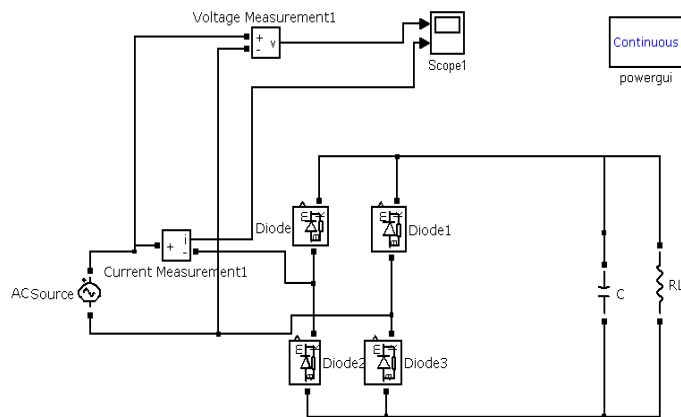 Voltage Measurement1
+
-
v
Scope1
Continuous
powergui
Diode
Diode1
i
+
-
Current Measurement1
ACSource
C
RL
Diode2
Diode3